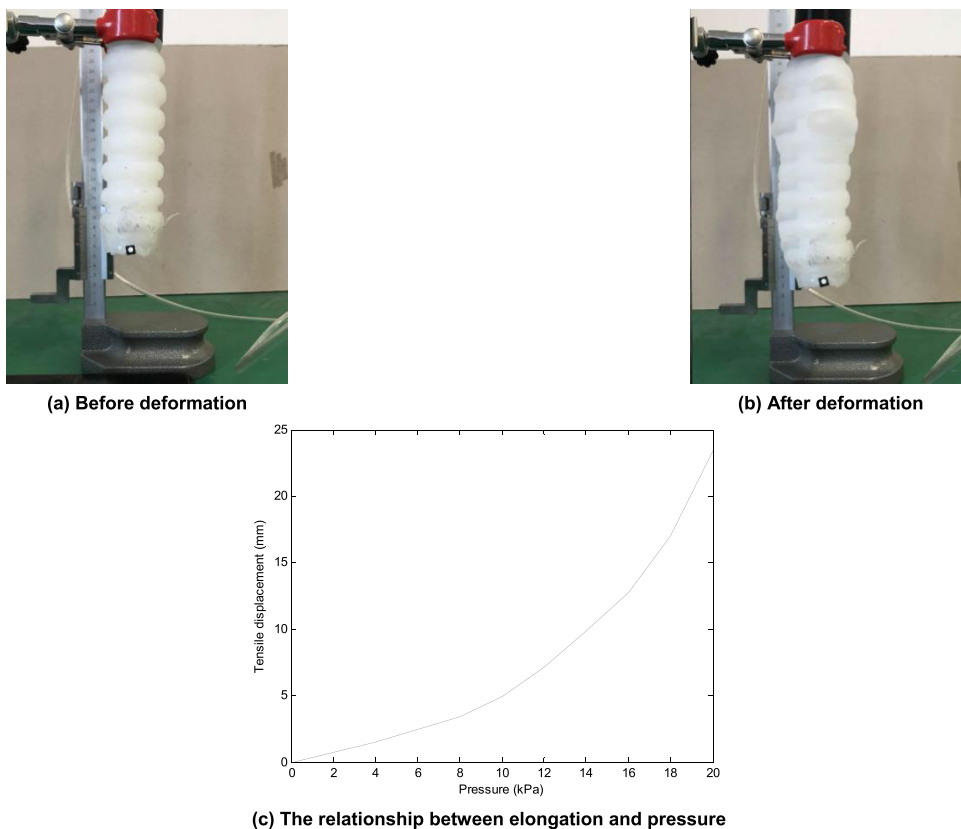 (a) Before deformation
(b) After deformation
25
20
15
10
5
0
Tensile displacement (mm)
0 2 4 6 8 10 12 14 16 18 20
Pressure (kPa)
(c) The relationship between elongation and pressure